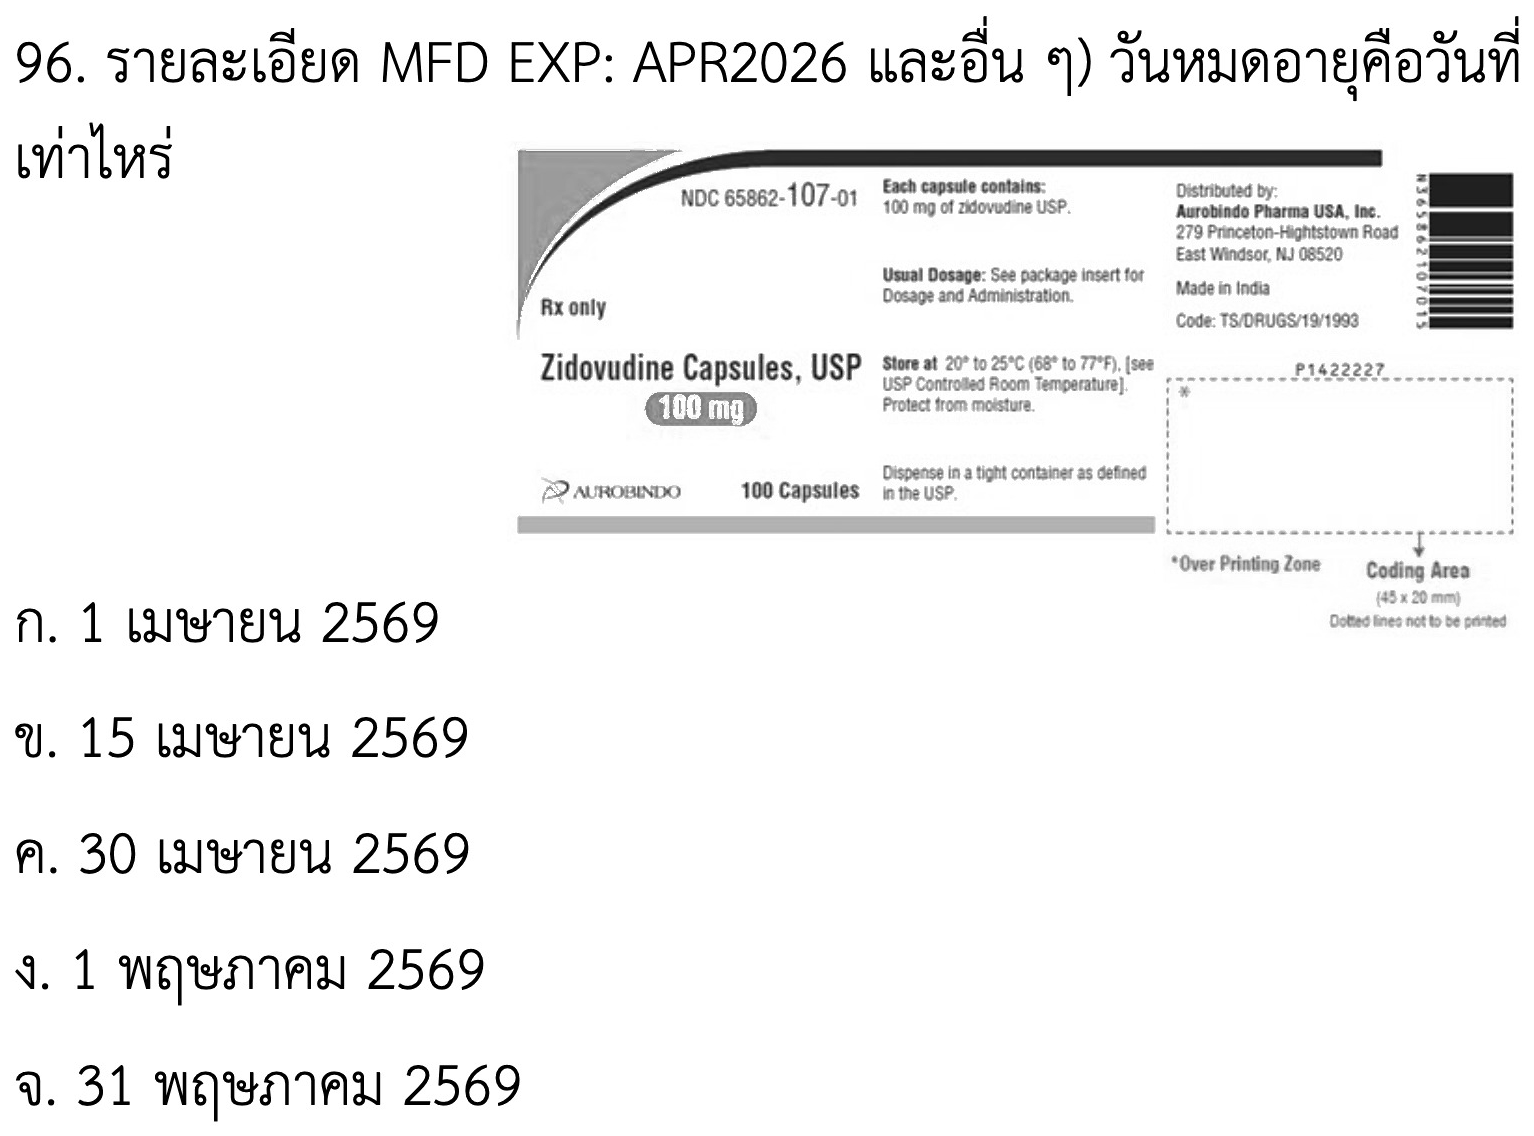 96. รายละเอียด MFD EXP: APR2026 และอื่น ๆ) วันหมดอายุคือวันที่
เท่าไหร่
NDC 65862-107-01
Rx only
Zidovudine Capsules, USP
100 mg
AUROBINDO
100 Capsules
Each capsule contains:
100 mg of zidovudine USP.
Usual Dosage: See package insert for
Dosage and Administration.
Store at 20° to 25°C (68° to 77°F), [see
USP Controlled Room Temperature].
Protect from moisture.
Dispense in a tight container as defined
in the USP.
Distributed by:
Aurobindo Pharma USA, Inc.
279 Princeton-Hightstown Road
East Windsor, NJ 08520
Made in India
Code: TS/DRUGS/19/1993
N365862107015
P1422227
*
*Over Printing Zone
Coding Area
(45 x 20 mm)
Dotted lines not to be printed
ก. 1 เมษายน 2569
ข. 15 เมษายน 2569
ค. 30 เมษายน 2569
ง. 1 พฤษภาคม 2569
จ. 31 พฤษภาคม 2569